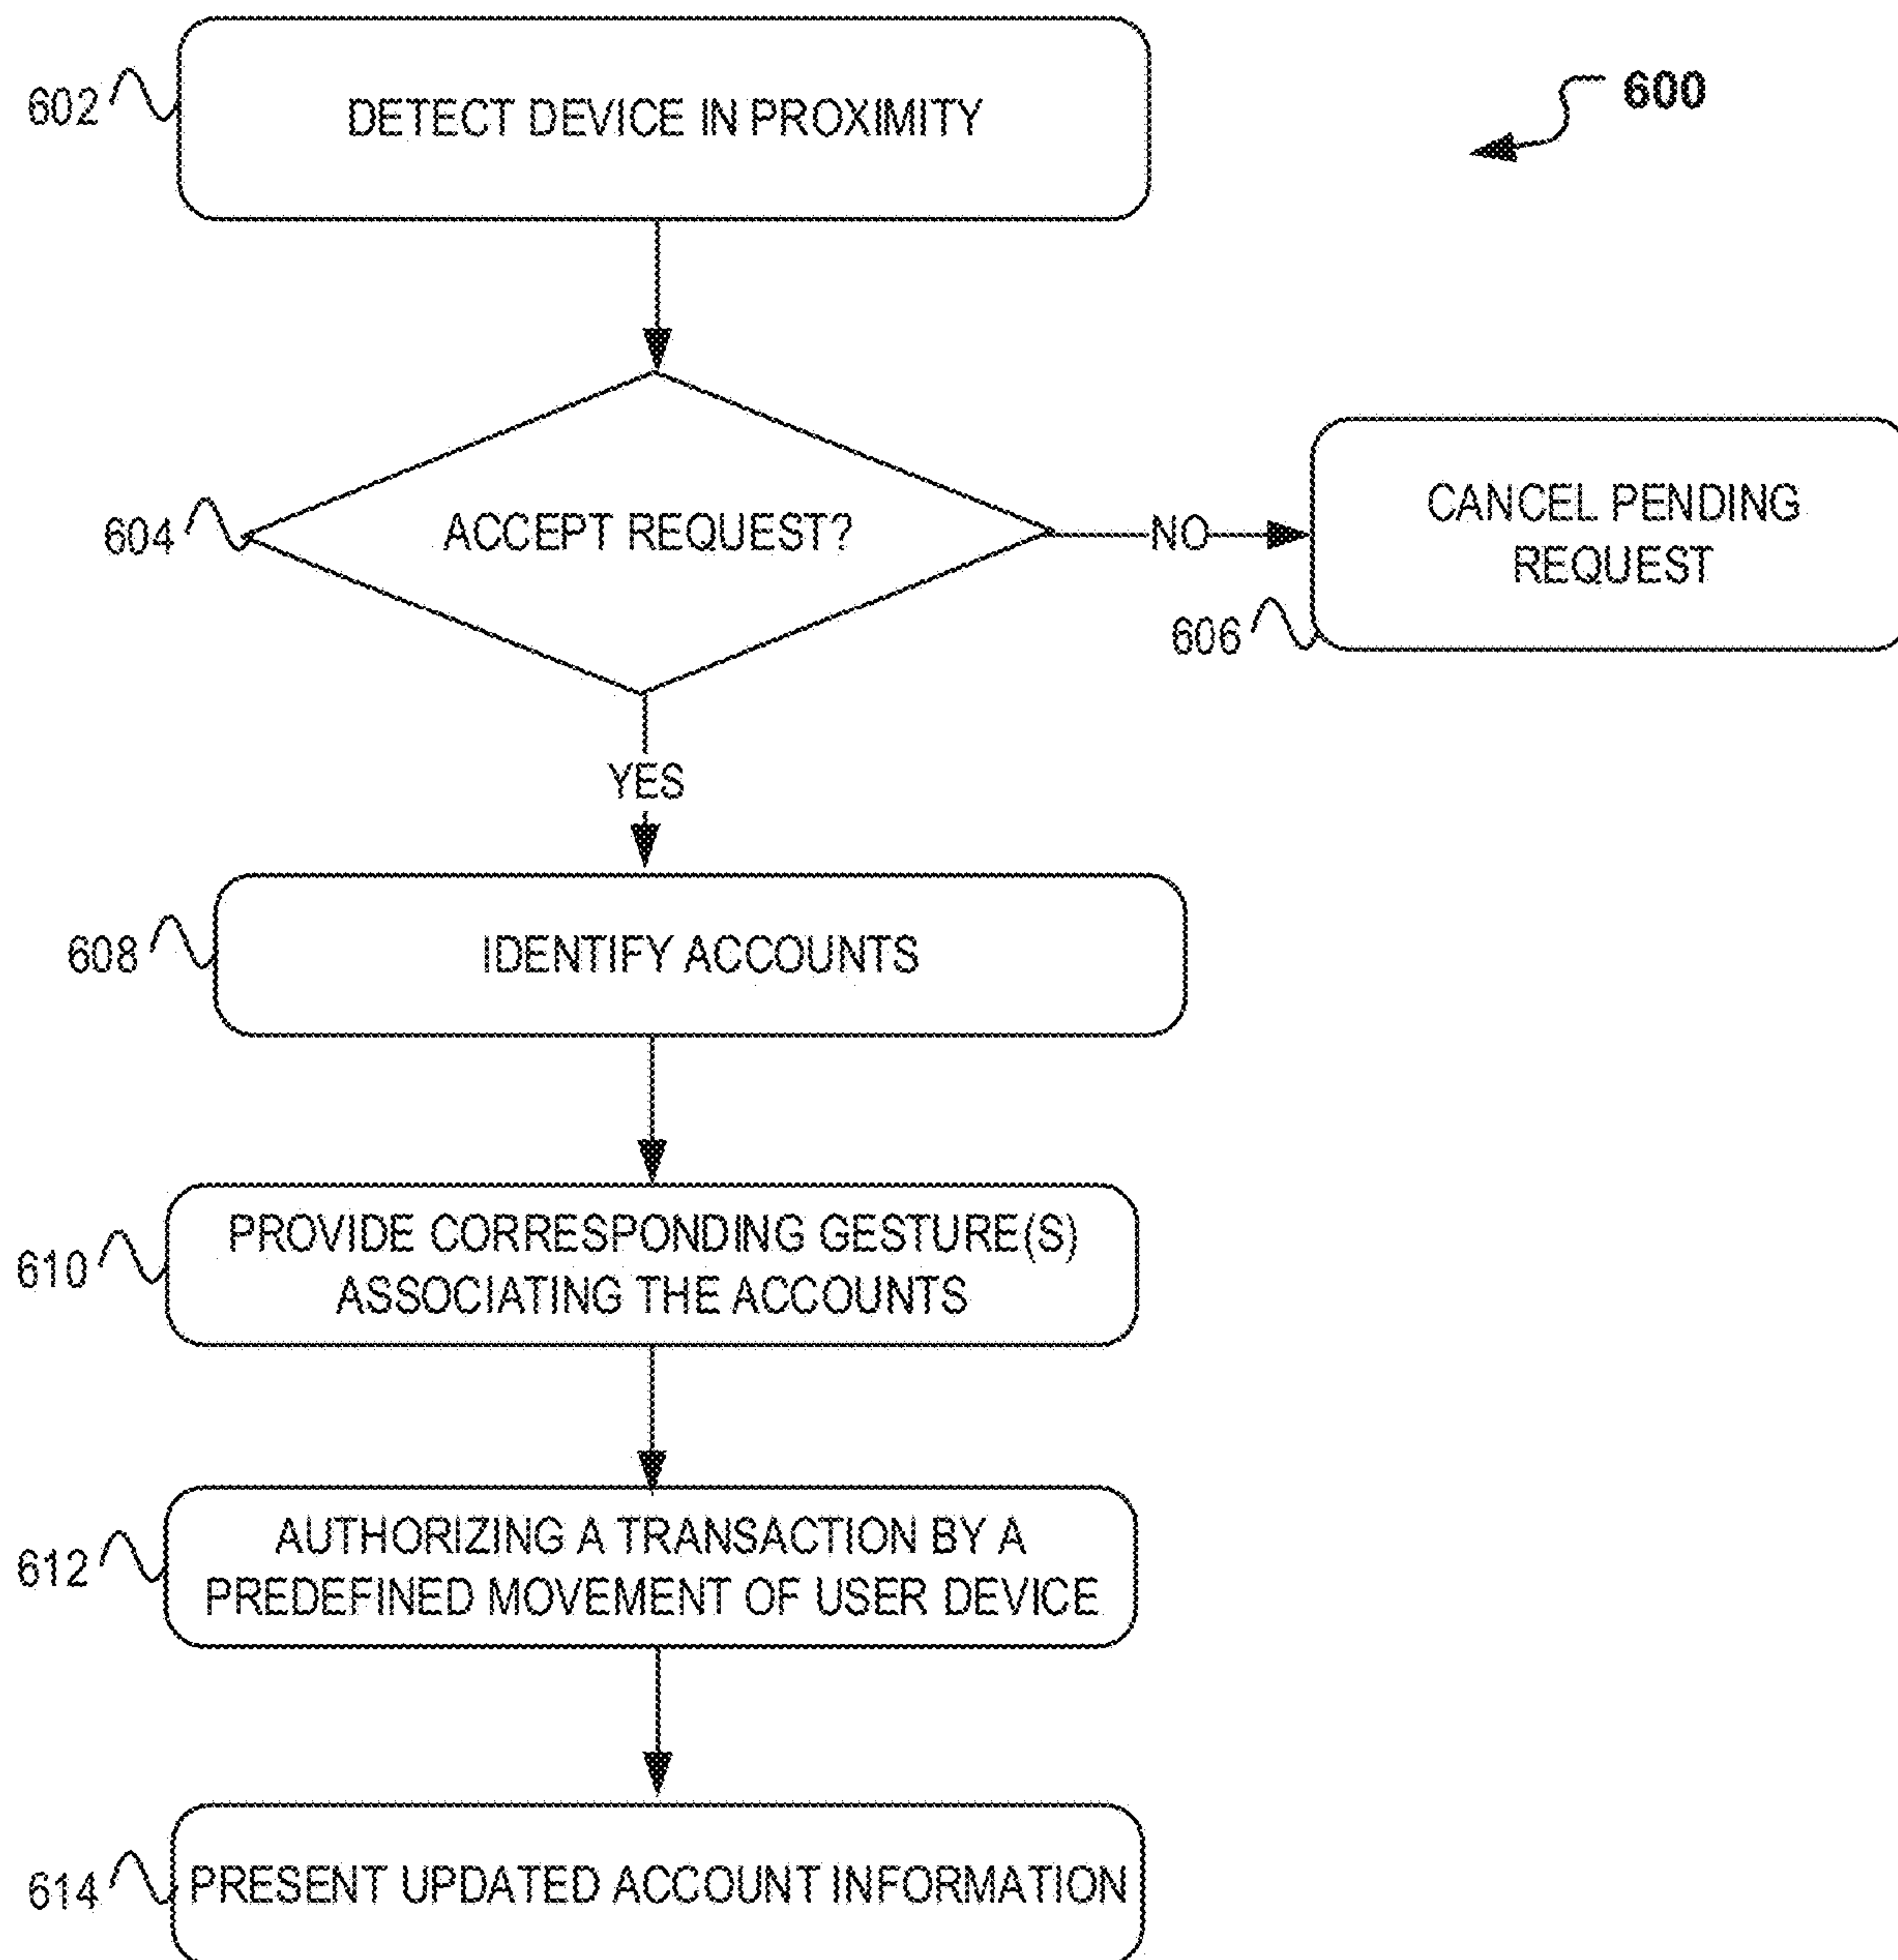 602
DETECT DEVICE IN PROXIMITY
600
604
ACCEPT REQUEST?
NO
CANCEL PENDING
REQUEST
606
YES
608
IDENTIFY ACCOUNTS
610
PROVIDE CORRESPONDING GESTURE(S)
ASSOCIATING THE ACCOUNTS
612
AUTHORIZING A TRANSACTION BY A
PREDEFINED MOVEMENT OF USER DEVICE
614
PRESENT UPDATED ACCOUNT INFORMATION